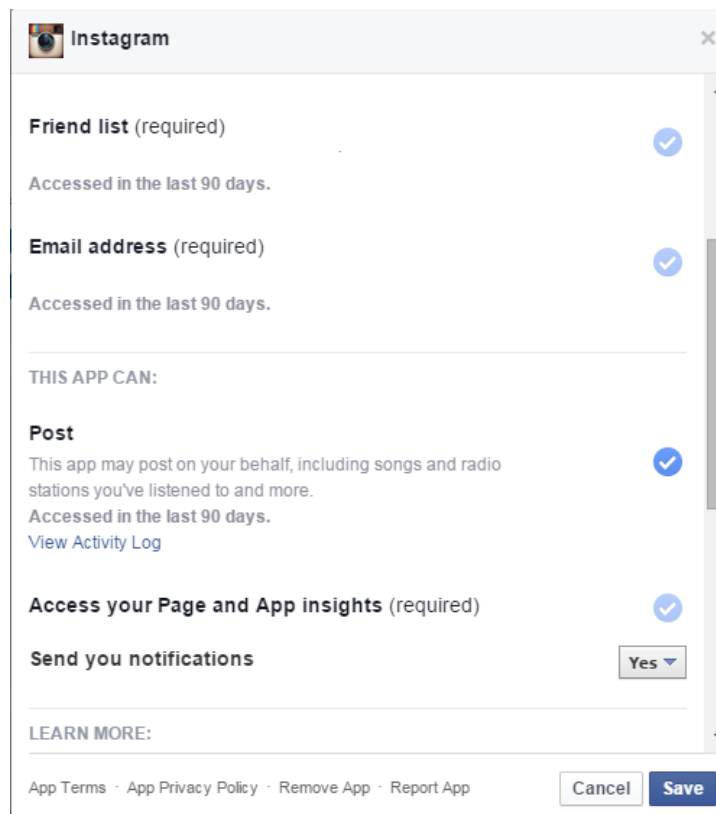 Instagram
Friend list (required)
Accessed in the last 90 days.
Email address (required)
Accessed in the last 90 days.
THIS APP CAN:
Post
This app may post on your behalf, including songs and radio
stations you've listened to and more.
Accessed in the last 90 days.
View Activity Log
Access your Page and App insights (required)
Send you notifications
Yes
LEARN MORE:
App Terms · App Privacy Policy · Remove App · Report App
Cancel
Save